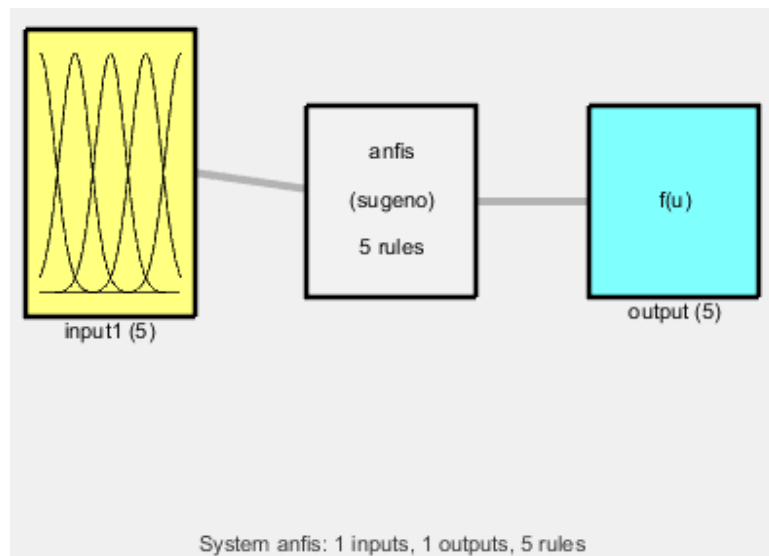 anfis
(sugeno)
5 rules
f(u)
input1 (5)
output (5)
System anfis: 1 inputs, 1 outputs, 5 rules